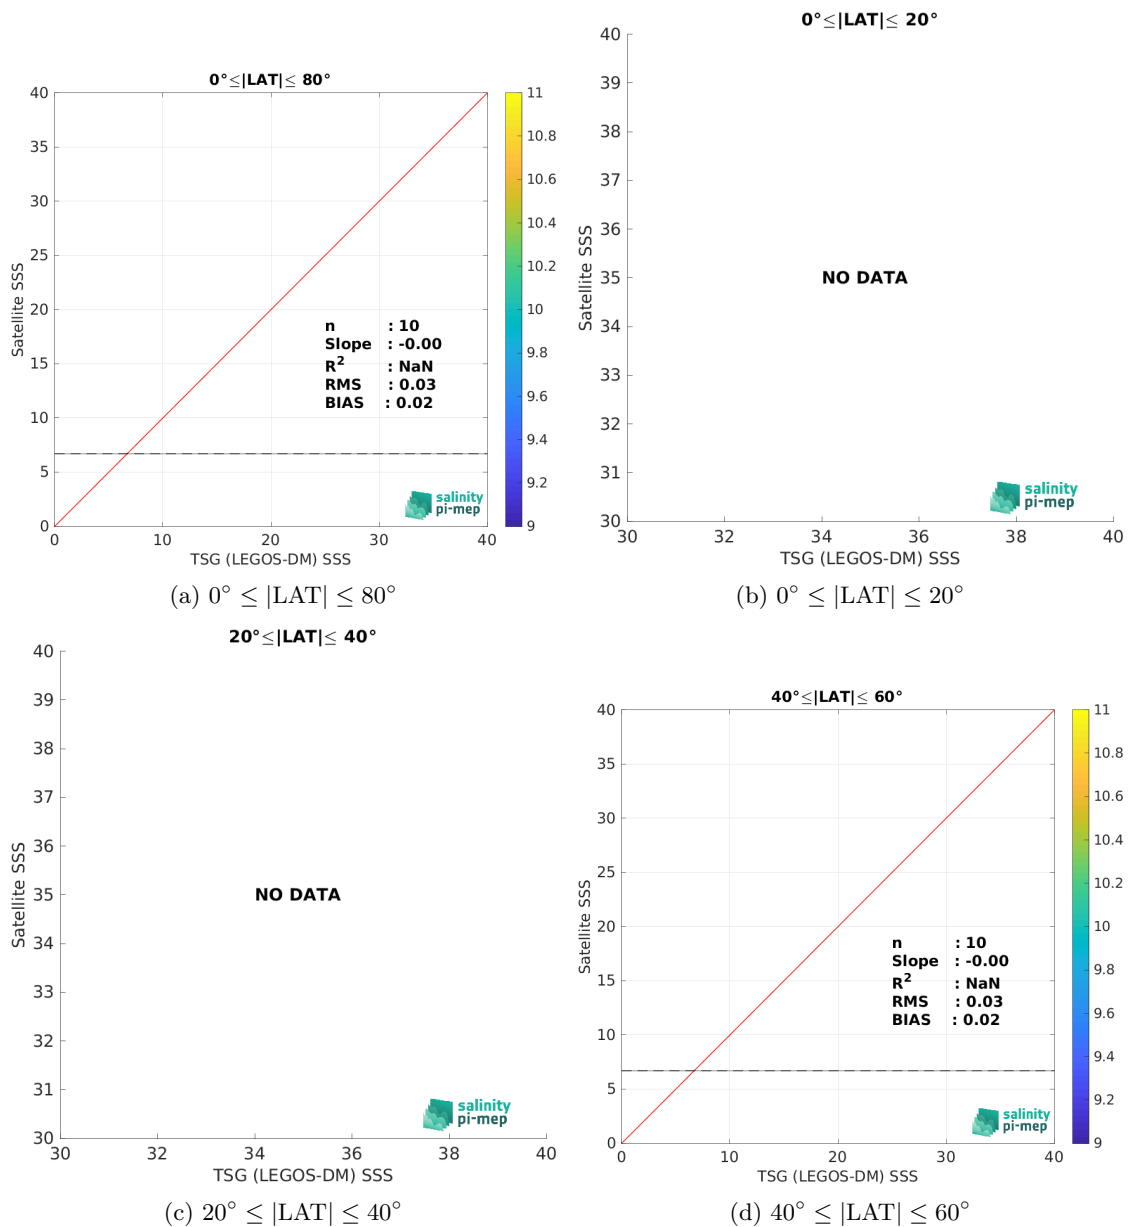 0°≤|LAT|≤ 80°
Satellite SSS
40
35
30
25
20
15
10
5
0
n : 10
Slope : -0.00
R² : NaN
RMS : 0.03
BIAS : 0.02
salinity
pi-mep
0 10 20 30 40
TSG (LEGOS-DM) SSS
11
10.8
10.6
10.4
10.2
10
9.8
9.6
9.4
9.2
9
(a) 0° ≤ |LAT| ≤ 80°
0°≤|LAT|≤ 20°
Satellite SSS
40
39
38
37
36
35
34
33
32
31
30
NO DATA
salinity
pi-mep
30 32 34 36 38 40
TSG (LEGOS-DM) SSS
(b) 0° ≤ |LAT| ≤ 20°
20°≤|LAT|≤ 40°
Satellite SSS
40
39
38
37
36
35
34
33
32
31
30
NO DATA
salinity
pi-mep
30 32 34 36 38 40
TSG (LEGOS-DM) SSS
(c) 20° ≤ |LAT| ≤ 40°
40°≤|LAT|≤ 60°
Satellite SSS
40
35
30
25
20
15
10
5
0
n : 10
Slope : -0.00
R² : NaN
RMS : 0.03
BIAS : 0.02
salinity
pi-mep
0 10 20 30 40
TSG (LEGOS-DM) SSS
11
10.8
10.6
10.4
10.2
10
9.8
9.6
9.4
9.2
9
(d) 40° ≤ |LAT| ≤ 60°